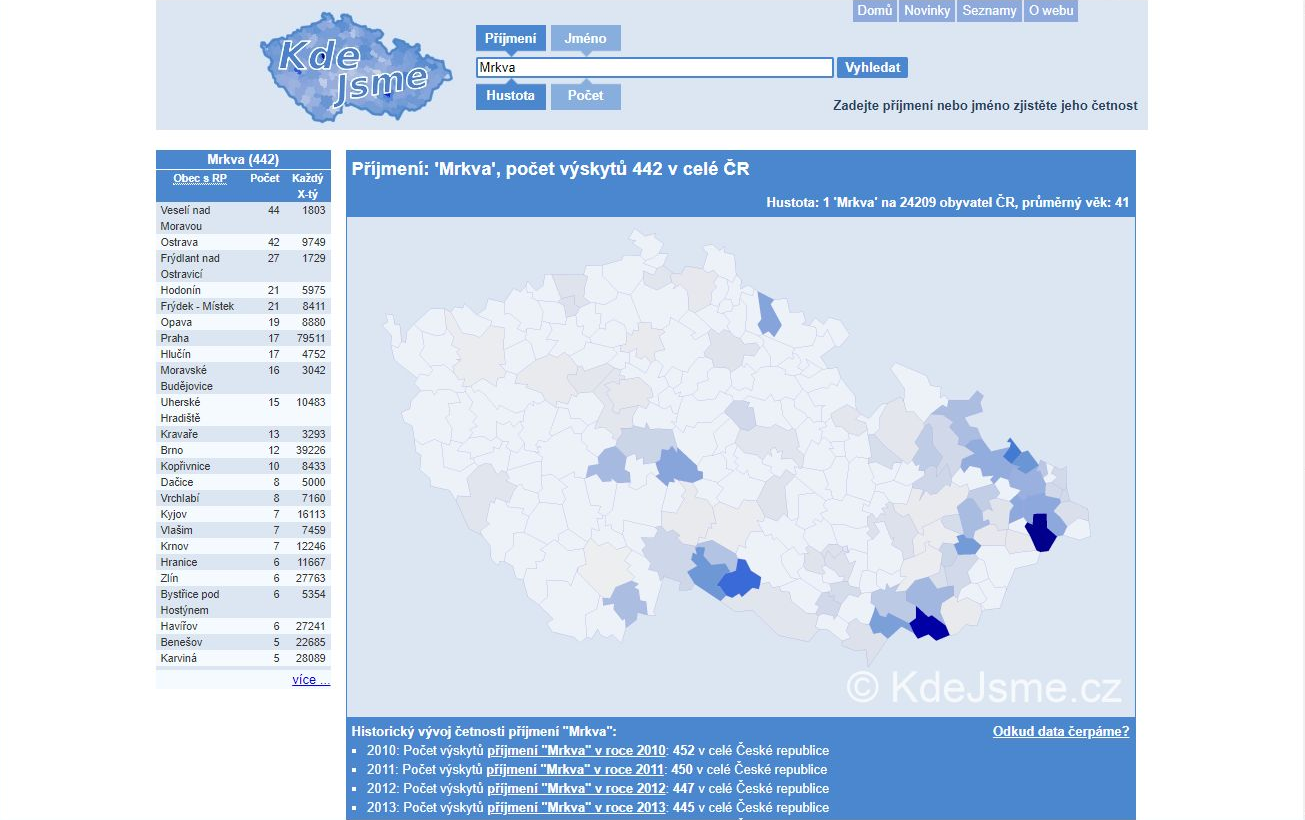 Domů Novinky Seznamy O webu
Kde
Jsme
Příjmení Jméno
Mrkva Vyhledat
Hustota Počet
Zadejte příjmení nebo jméno zjistěte jeho četnost
Mrkva (442)
Obec s RP Počet Každý
X-tý
Veselí nad 44 1803
Moravou
Ostrava 42 9749
Frýdlant nad 27 1729
Ostravicí
Hodonín 21 5975
Frýdek - Místek 21 8411
Opava 19 8880
Praha 17 79511
Hlučín 17 4752
Moravské 16 3042
Budějovice
Uherské 15 10483
Hradiště
Kravaře 13 3293
Brno 12 39226
Kopřivnice 10 8433
Dačice 8 5000
Vrchlabí 8 7160
Kyjov 7 16113
Vlašim 7 7459
Krnov 7 12246
Hranice 6 11667
Zlín 6 27763
Bystřice pod 6 5354
Hostýnem
Havířov 6 27241
Benešov 5 22685
Karviná 5 28089
více ...
Příjmení: 'Mrkva', počet výskytů 442 v celé ČR
Hustota: 1 'Mrkva' na 24209 obyvatel ČR, průměrný věk: 41
© KdeJsme.cz
Historický vývoj četnosti příjmení "Mrkva": Odkud data čerpáme?
2010: Počet výskytů příjmení "Mrkva" v roce 2010: 452 v celé České republice
2011: Počet výskytů příjmení "Mrkva" v roce 2011: 450 v celé České republice
2012: Počet výskytů příjmení "Mrkva" v roce 2012: 447 v celé České republice
2013: Počet výskytů příjmení "Mrkva" v roce 2013: 445 v celé České republice